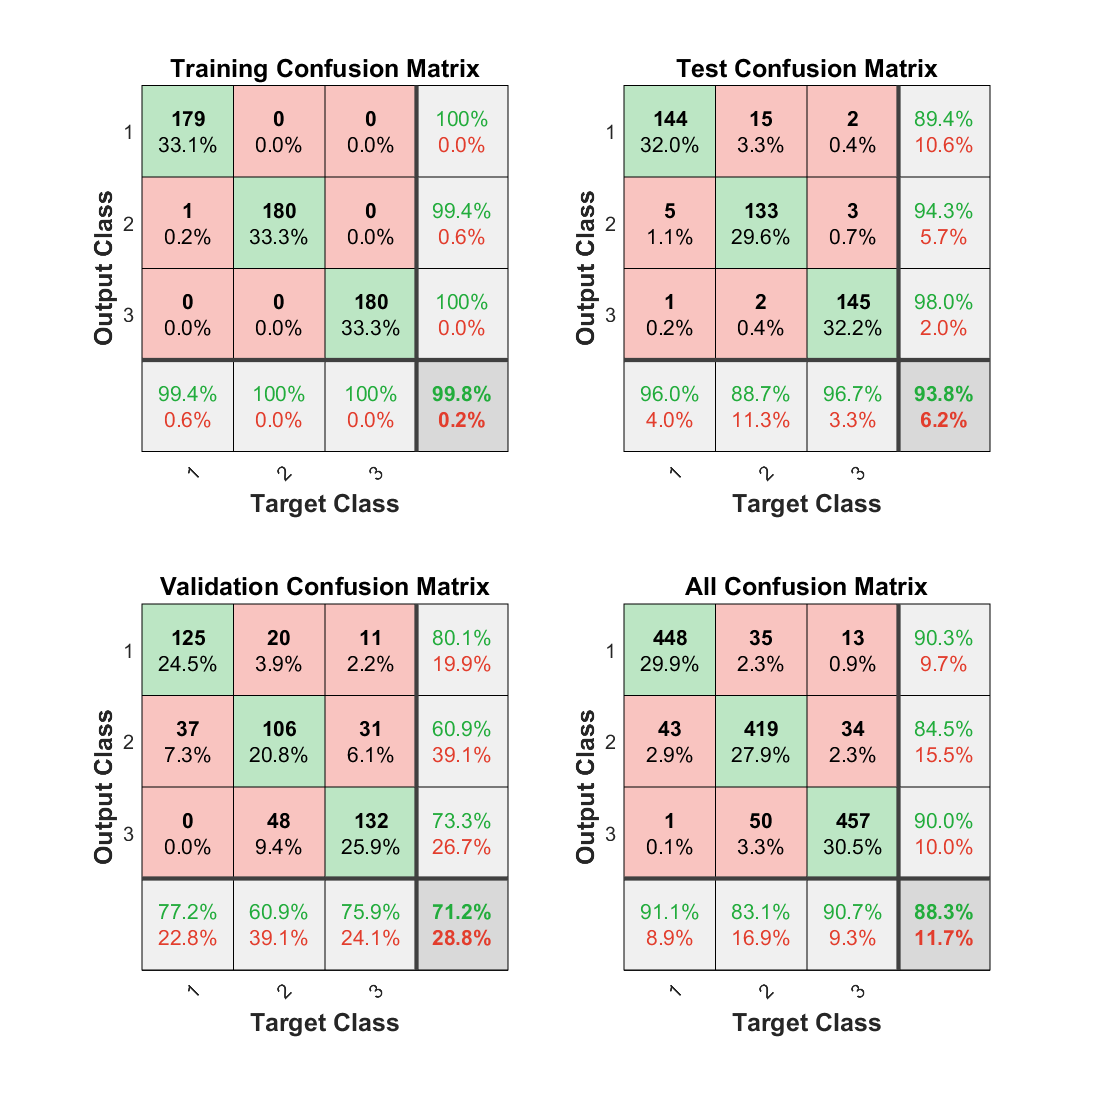 Training Confusion Matrix
Output Class
1
179 0 0 100%
33.1% 0.0% 0.0% 0.0%
2
1 180 0 99.4%
0.2% 33.3% 0.0% 0.6%
3
0 0 180 100%
0.0% 0.0% 33.3% 0.0%
99.4% 100% 100% 99.8%
0.6% 0.0% 0.0% 0.2%
1 2 3
Target Class
Test Confusion Matrix
Output Class
1
144 15 2 89.4%
32.0% 3.3% 0.4% 10.6%
2
5 133 3 94.3%
1.1% 29.6% 0.7% 5.7%
3
1 2 145 98.0%
0.2% 0.4% 32.2% 2.0%
96.0% 88.7% 96.7% 93.8%
4.0% 11.3% 3.3% 6.2%
1 2 3
Target Class
Validation Confusion Matrix
Output Class
1
125 20 11 80.1%
24.5% 3.9% 2.2% 19.9%
2
37 106 31 60.9%
7.3% 20.8% 6.1% 39.1%
3
0 48 132 73.3%
0.0% 9.4% 25.9% 26.7%
77.2% 60.9% 75.9% 71.2%
22.8% 39.1% 24.1% 28.8%
1 2 3
Target Class
All Confusion Matrix
Output Class
1
448 35 13 90.3%
29.9% 2.3% 0.9% 9.7%
2
43 419 34 84.5%
2.9% 27.9% 2.3% 15.5%
3
1 50 457 90.0%
0.1% 3.3% 30.5% 10.0%
91.1% 83.1% 90.7% 88.3%
8.9% 16.9% 9.3% 11.7%
1 2 3
Target Class